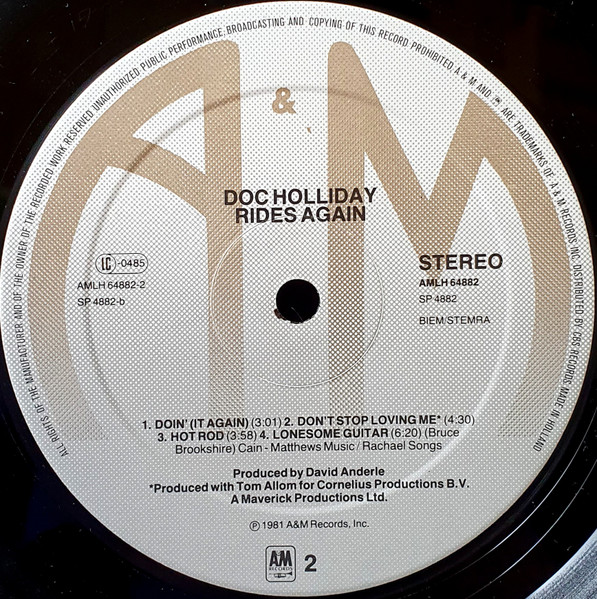 ALL RIGHTS OF THE MANUFACTURER AND OF THE OWNER OF THE RECORDED WORK RESERVED. UNAUTHORIZED PUBLIC PERFORMANCE, BROADCASTING AND COPYING OF THIS RECORD PROHIBITED. A & M AND AM ARE TRADEMARKS OF A & M RECORDS INC. DISTRIBUTED BY CBS RECORDS MADE IN HOLLAND
A & M
DOC HOLLIDAY
RIDES AGAIN
LC-0485
AMLH 64882-2
SP 4882-b
STEREO
AMLH 64882
SP 4882
BIEM/STEMRA
1. DOIN' (IT AGAIN) (3:01) 2. DON'T STOP LOVING ME* (4:30)
3. HOT ROD (3:58) 4. LONESOME GUITAR (6:20) (Bruce
Brookshire) Cain - Matthews Music / Rachael Songs
Produced by David Anderle
*Produced with Tom Allom for Cornelius Productions B.V.
A Maverick Productions Ltd.
℗ 1981 A&M Records, Inc.
AM
RECORDS
2